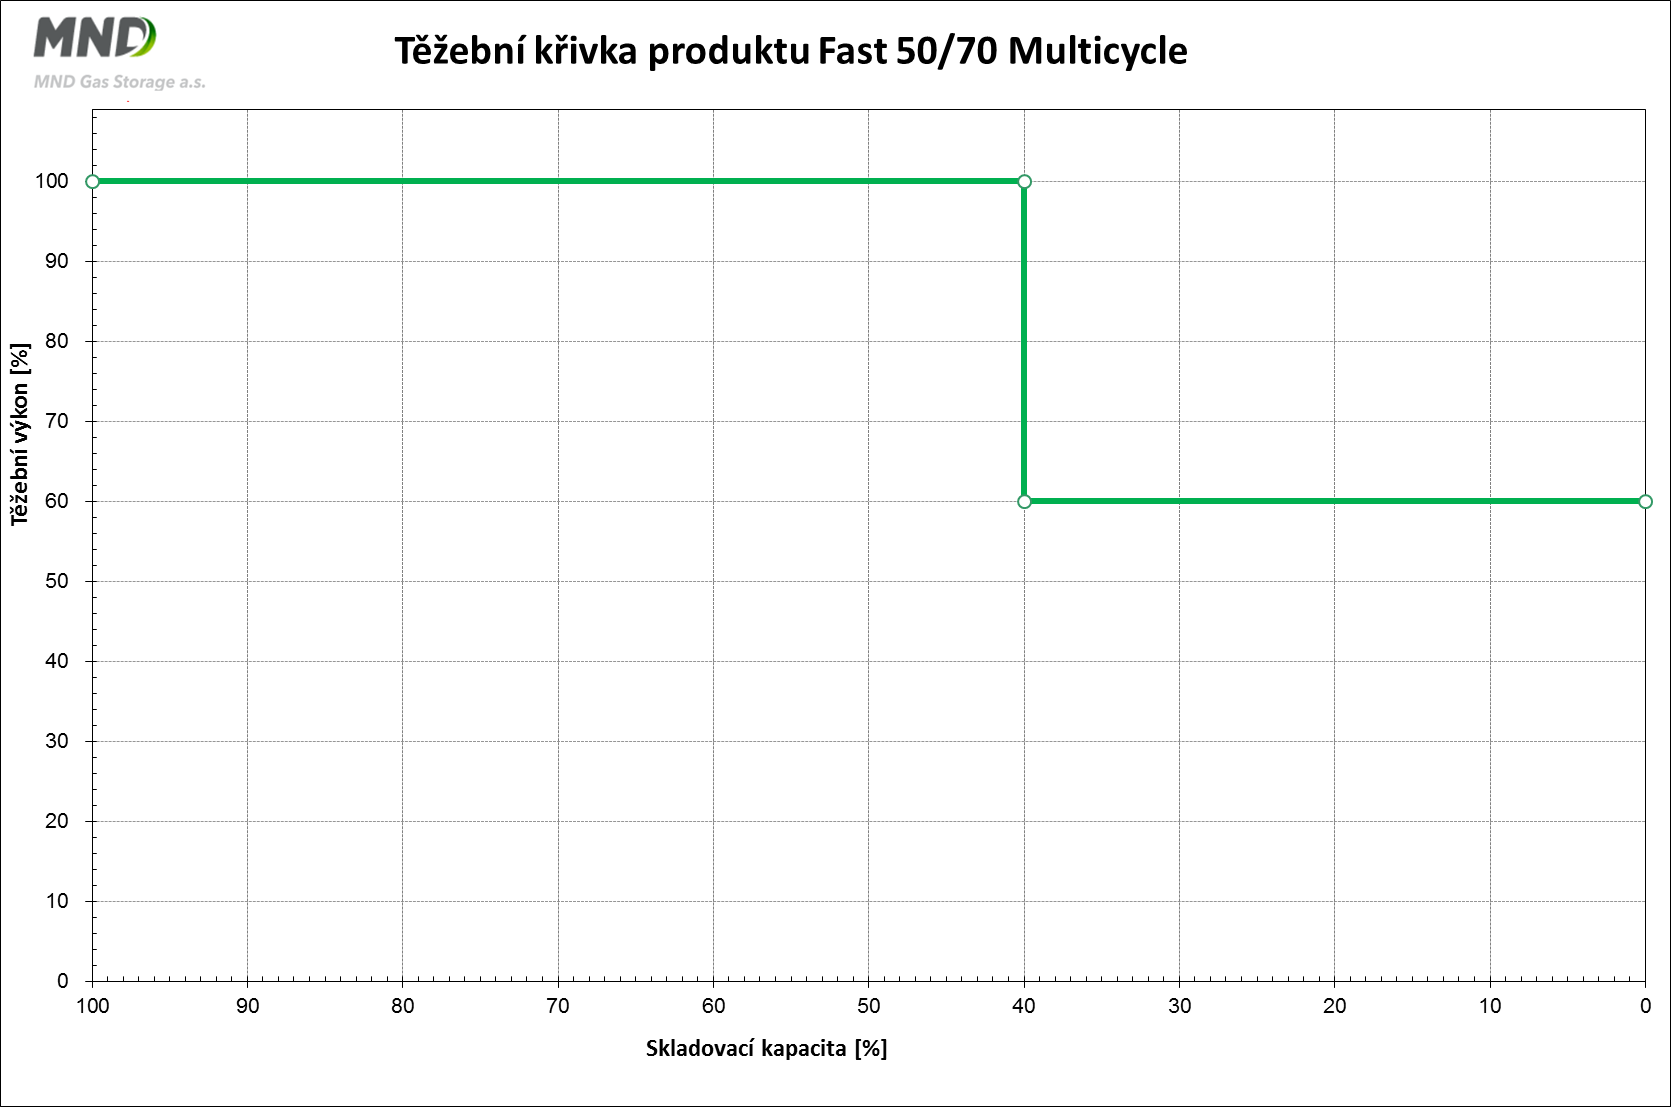 MND
MND Gas Storage a.s.
Těžební křivka produktu Fast 50/70 Multicycle
Těžební výkon [%]
100
90
80
70
60
50
40
30
20
10
0
100 90 80 70 60 50 40 30 20 10 0
Skladovací kapacita [%]